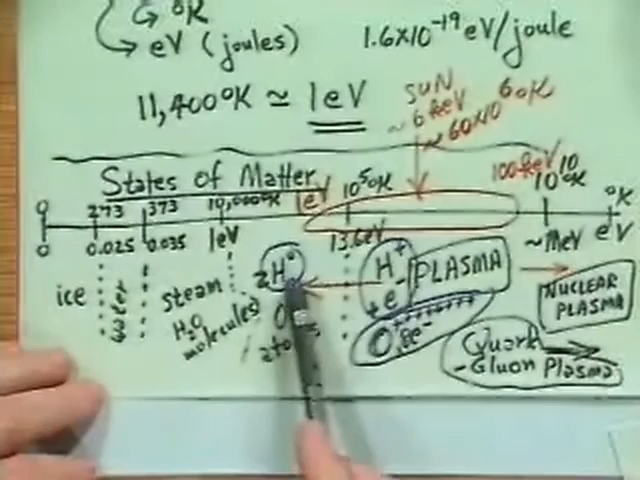 °K
eV (joules)
1.6x10⁻¹⁹ eV/joule
11,400°K ≃ 1eV
SUN
~ 6 KeV
~ 60x10⁶ °K
States of Matter
1eV
10⁵°K
100 KeV
10¹⁰ °K
°K
0 273 373 10,000°K
0 0.025 0.035 1eV 13.6eV ~MeV eV
ice
steam
H₂O
molecules
2H°
H⁺
+e⁻
PLASMA
NUCLEAR
PLASMA
8e⁻
Quark
-Gluon Plasma